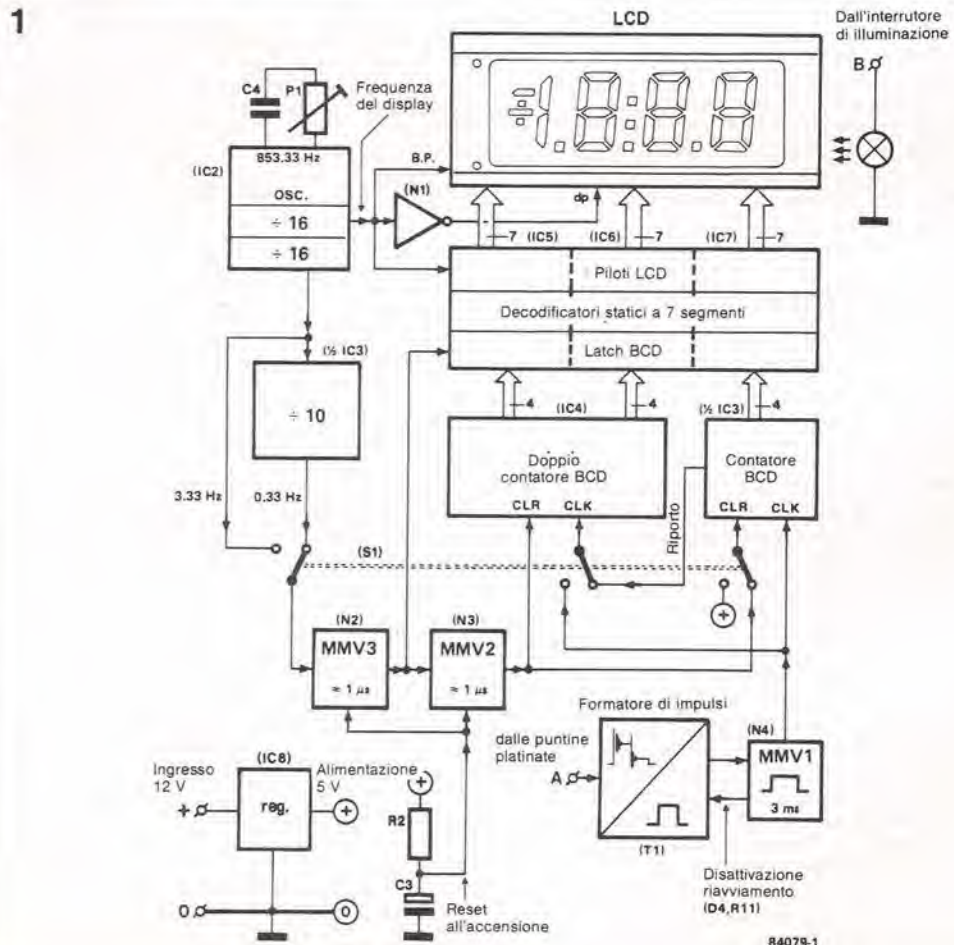 1
LCD
Dall'interrutore
di illuminazione
B
C4
P1
Frequenza
del display
853.33 Hz
(IC2)
OSC.
÷ 16
÷ 16
B.P.
(N1)
dp
7
(IC5)
(IC6)
7
(IC7)
7
Piloti LCD
Decodificatori statici a 7 segmenti
Latch BCD
(½ IC3)
÷ 10
4
(IC4)
4
(½ IC3)
4
Doppio
contatore BCD
CLR
CLK
Contatore
BCD
CLR
CLK
Riporto
3.33 Hz
0.33 Hz
(S1)
(N2)
MMV3
≈ 1 µs
(N3)
MMV2
≈ 1 µs
Formatore di impulsi
dalle puntine
platinate
A
(T1)
(N4)
MMV1
3 ms
Disattivazione
riavviamento
(D4,R11)
Ingresso
12 V
(IC8)
reg.
Alimentazione
5 V
+
0
0
R2
C3
Reset
all'accensione
84079-1